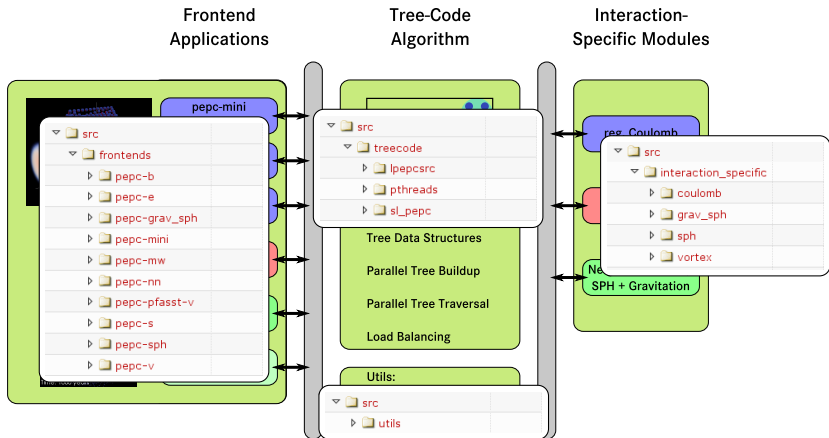 Frontend
Applications
Tree-Code
Algorithm
Interaction-
Specific Modules
pepc-mini
src
frontends
pepc-b
pepc-e
pepc-grav_sph
pepc-mini
pepc-mw
pepc-nn
pepc-pfasst-v
pepc-s
pepc-sph
pepc-v
src
treecode
lpepcsrc
pthreads
sl_pepc
Tree Data Structures
Parallel Tree Buildup
Parallel Tree Traversal
Load Balancing
Utils:
src
utils
reg. Coulomb
src
interaction_specific
coulomb
grav_sph
sph
vortex
SPH + Gravitation